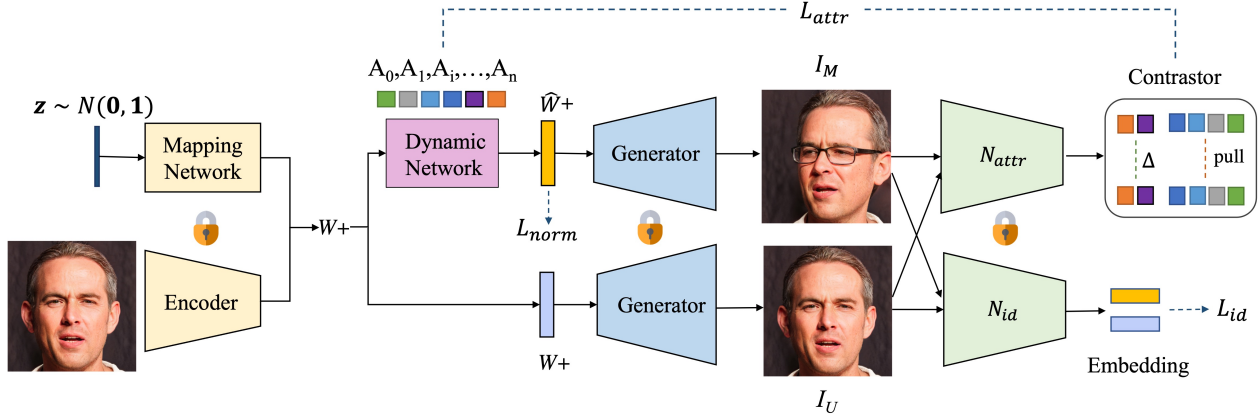 L_attr
A_0,A_1,A_i,…,A_n
I_M
Contrastor
z ~ N(0, 1)
Ŵ+
Mapping
Network
Dynamic
Network
Generator
N_attr
Δ
pull
W+
L_norm
Encoder
Generator
N_id
L_id
W+
Embedding
I_U